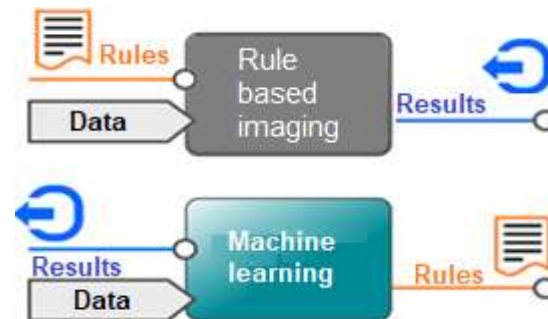 Rules
Rule
based
imaging
Data
Results
Results
Data
Machine
learning
Rules